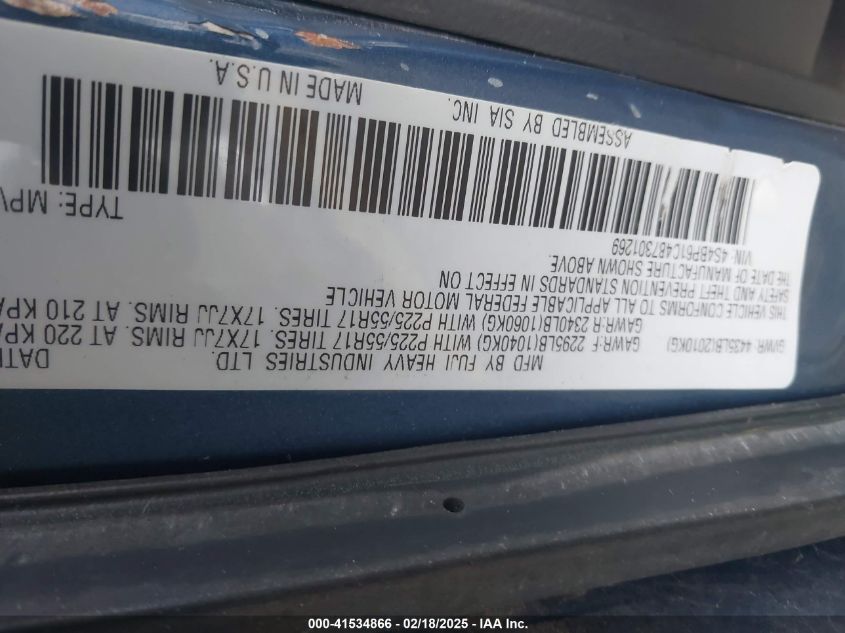 MFD BY FUJI HEAVY INDUSTRIES LTD. DATE
GVWR: 4435LB(2010KG)
GAWR:F 2295LB(1040KG) WITH P225/55R17 TIRES. 17X7JJ RIMS. AT 220 KPA
GAWR:R 2340LB(1060KG) WITH P225/55R17 TIRES. 17X7JJ RIMS. AT 210 KPA
THIS VEHICLE CONFORMS TO ALL APPLICABLE FEDERAL MOTOR VEHICLE
SAFETY AND THEFT PREVENTION STANDARDS IN EFFECT ON
THE DATE OF MANUFACTURE SHOWN ABOVE.
VIN: 4S4BP61C487301269 TYPE: MPV
ASSEMBLED BY SIA INC. MADE IN U.S.A.
000-41534866 - 02/18/2025 - IAA Inc.